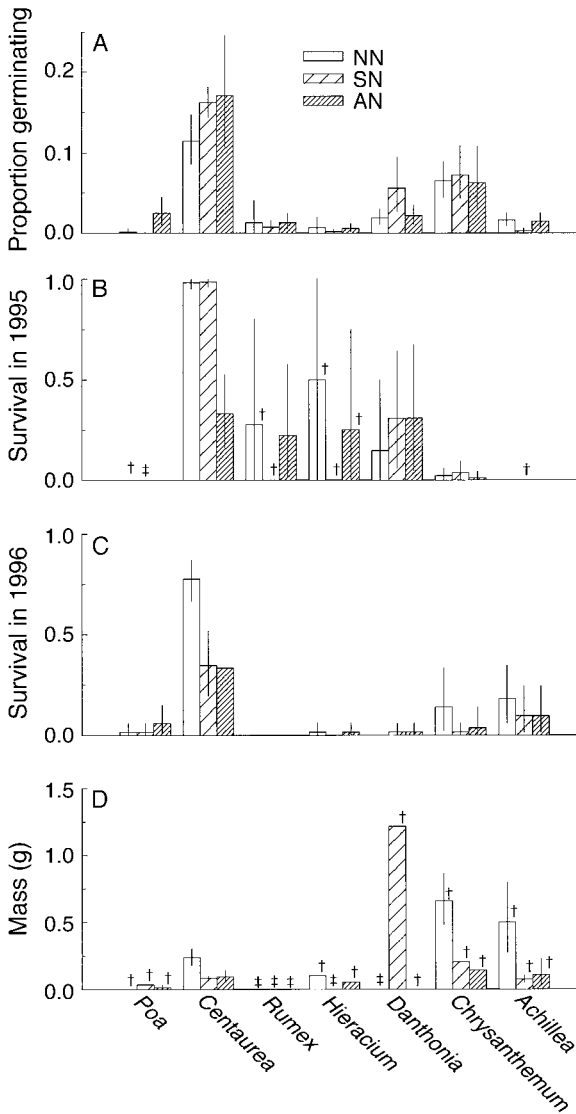 A
Proportion germinating
0.2
0.1
0.0
NN
SN
AN
B
Survival in 1995
1.0
0.5
0.0
† ‡ † † † † † †
C
Survival in 1996
1.0
0.5
0.0
D
Mass (g)
1.5
1.0
0.5
0.0
† † † ‡ ‡ ‡ † ‡ † ‡ † † † † † † † †
Poa
Centaurea
Rumex
Hieracium
Danthonia
Chrysanthemum
Achillea